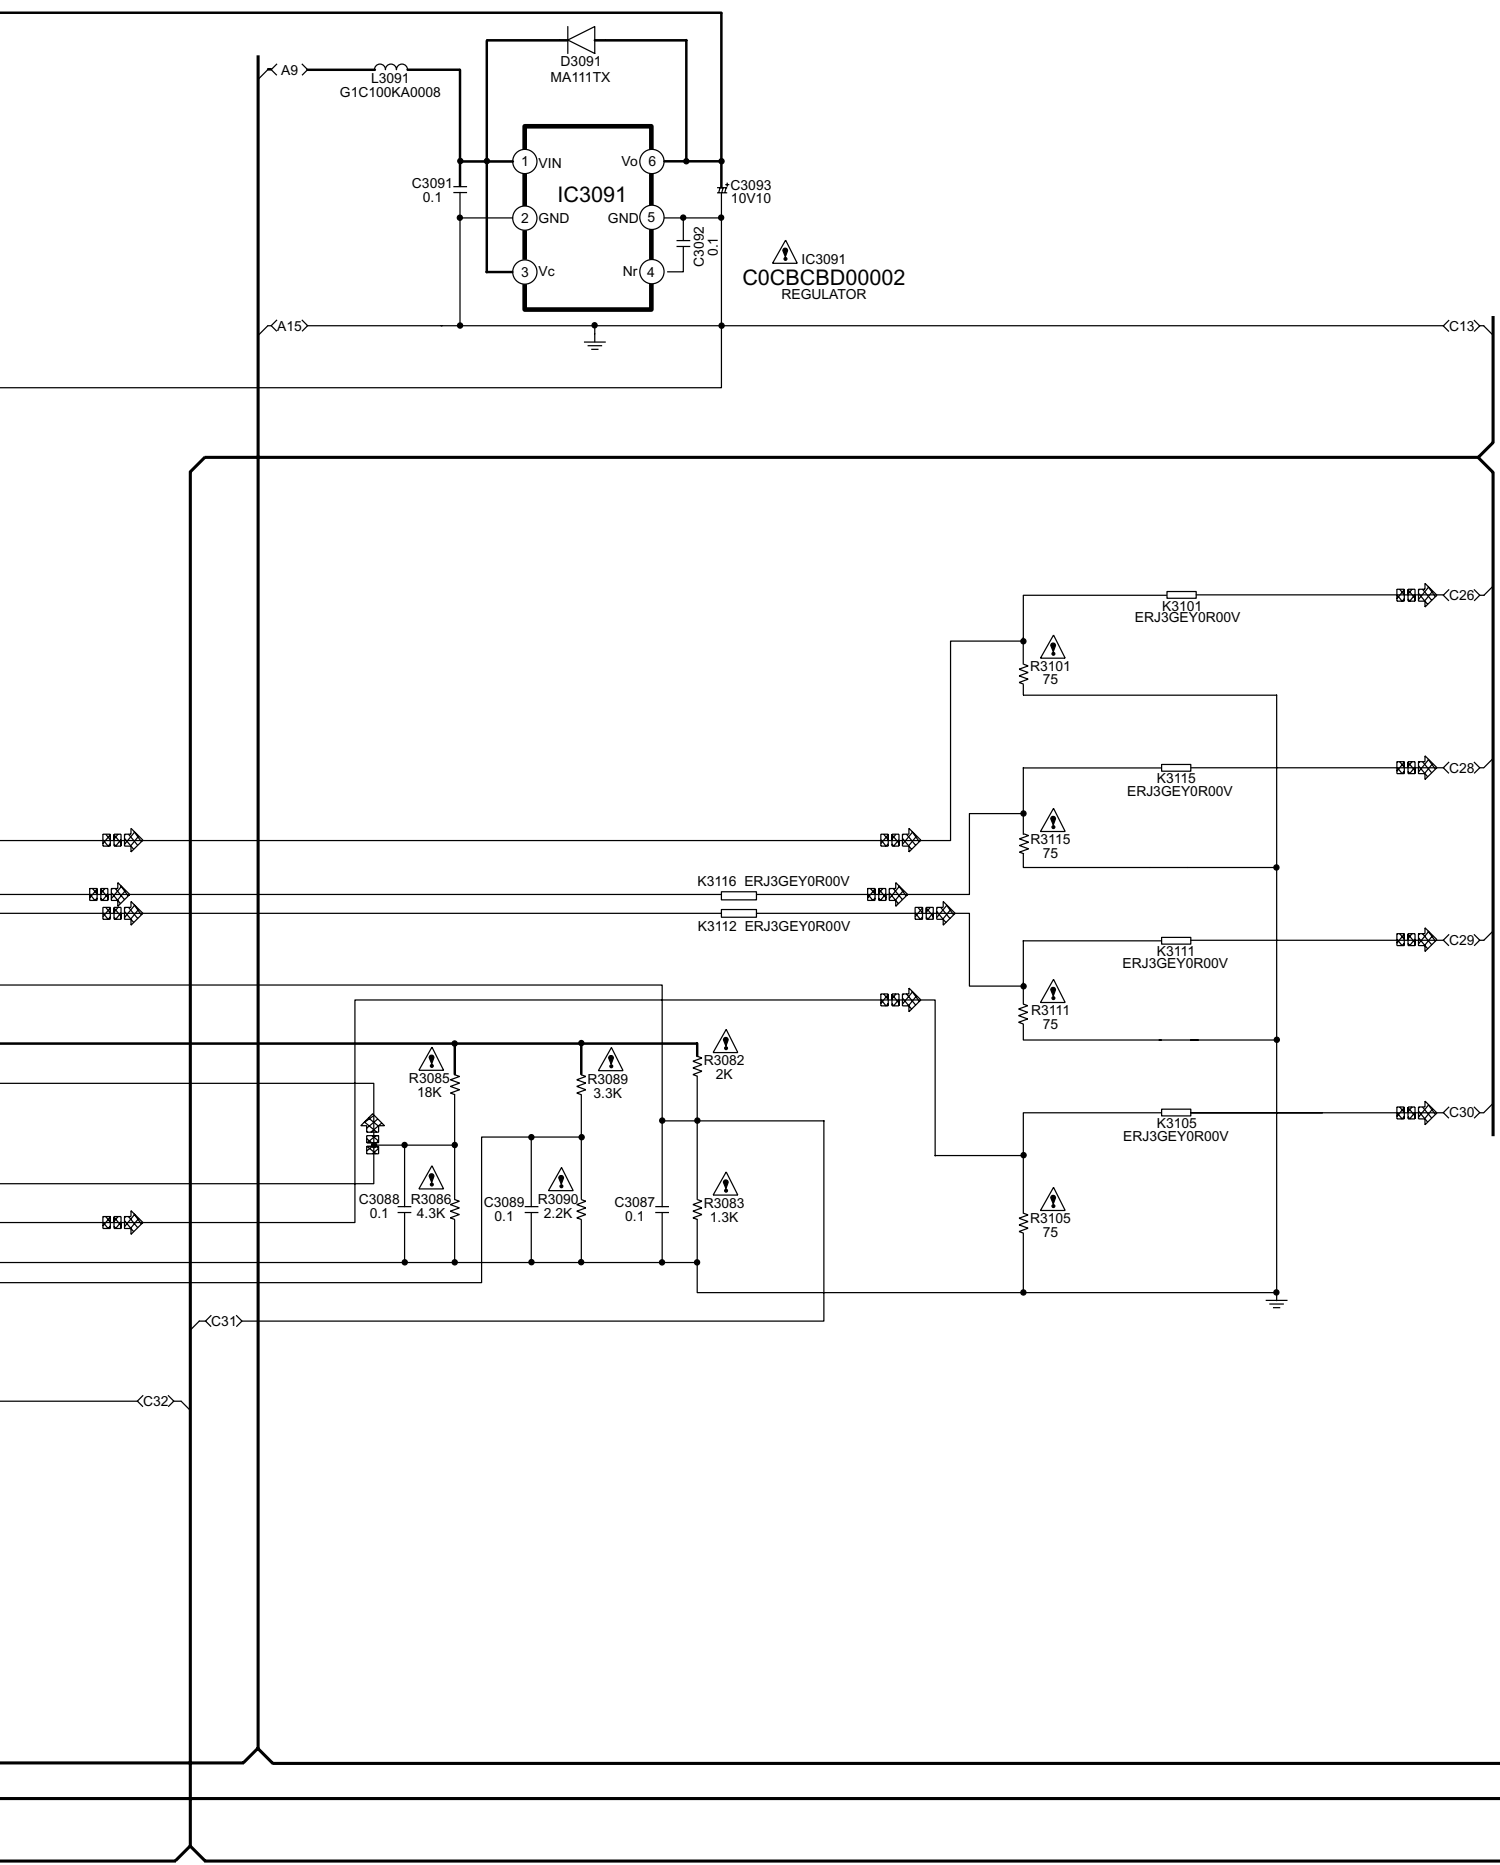 A9
L3091
G1C100KA0008
D3091
MA111TX
1 VIN
Vo 6
IC3091
2 GND
GND 5
3 Vc
Nr 4
C3091
0.1
+C3093
10V10
C3092
0.1
IC3091
C0CBCBD00002
REGULATOR
A15
C13
K3101
ERJ3GEY0R00V
C26
R3101
75
K3115
ERJ3GEY0R00V
C28
R3115
75
K3116 ERJ3GEY0R00V
K3112 ERJ3GEY0R00V
K3111
ERJ3GEY0R00V
C29
R3111
75
R3085
18K
R3089
3.3K
R3082
2K
K3105
ERJ3GEY0R00V
C30
C3088
0.1
R3086
4.3K
C3089
0.1
R3090
2.2K
C3087
0.1
R3083
1.3K
R3105
75
C31
C32